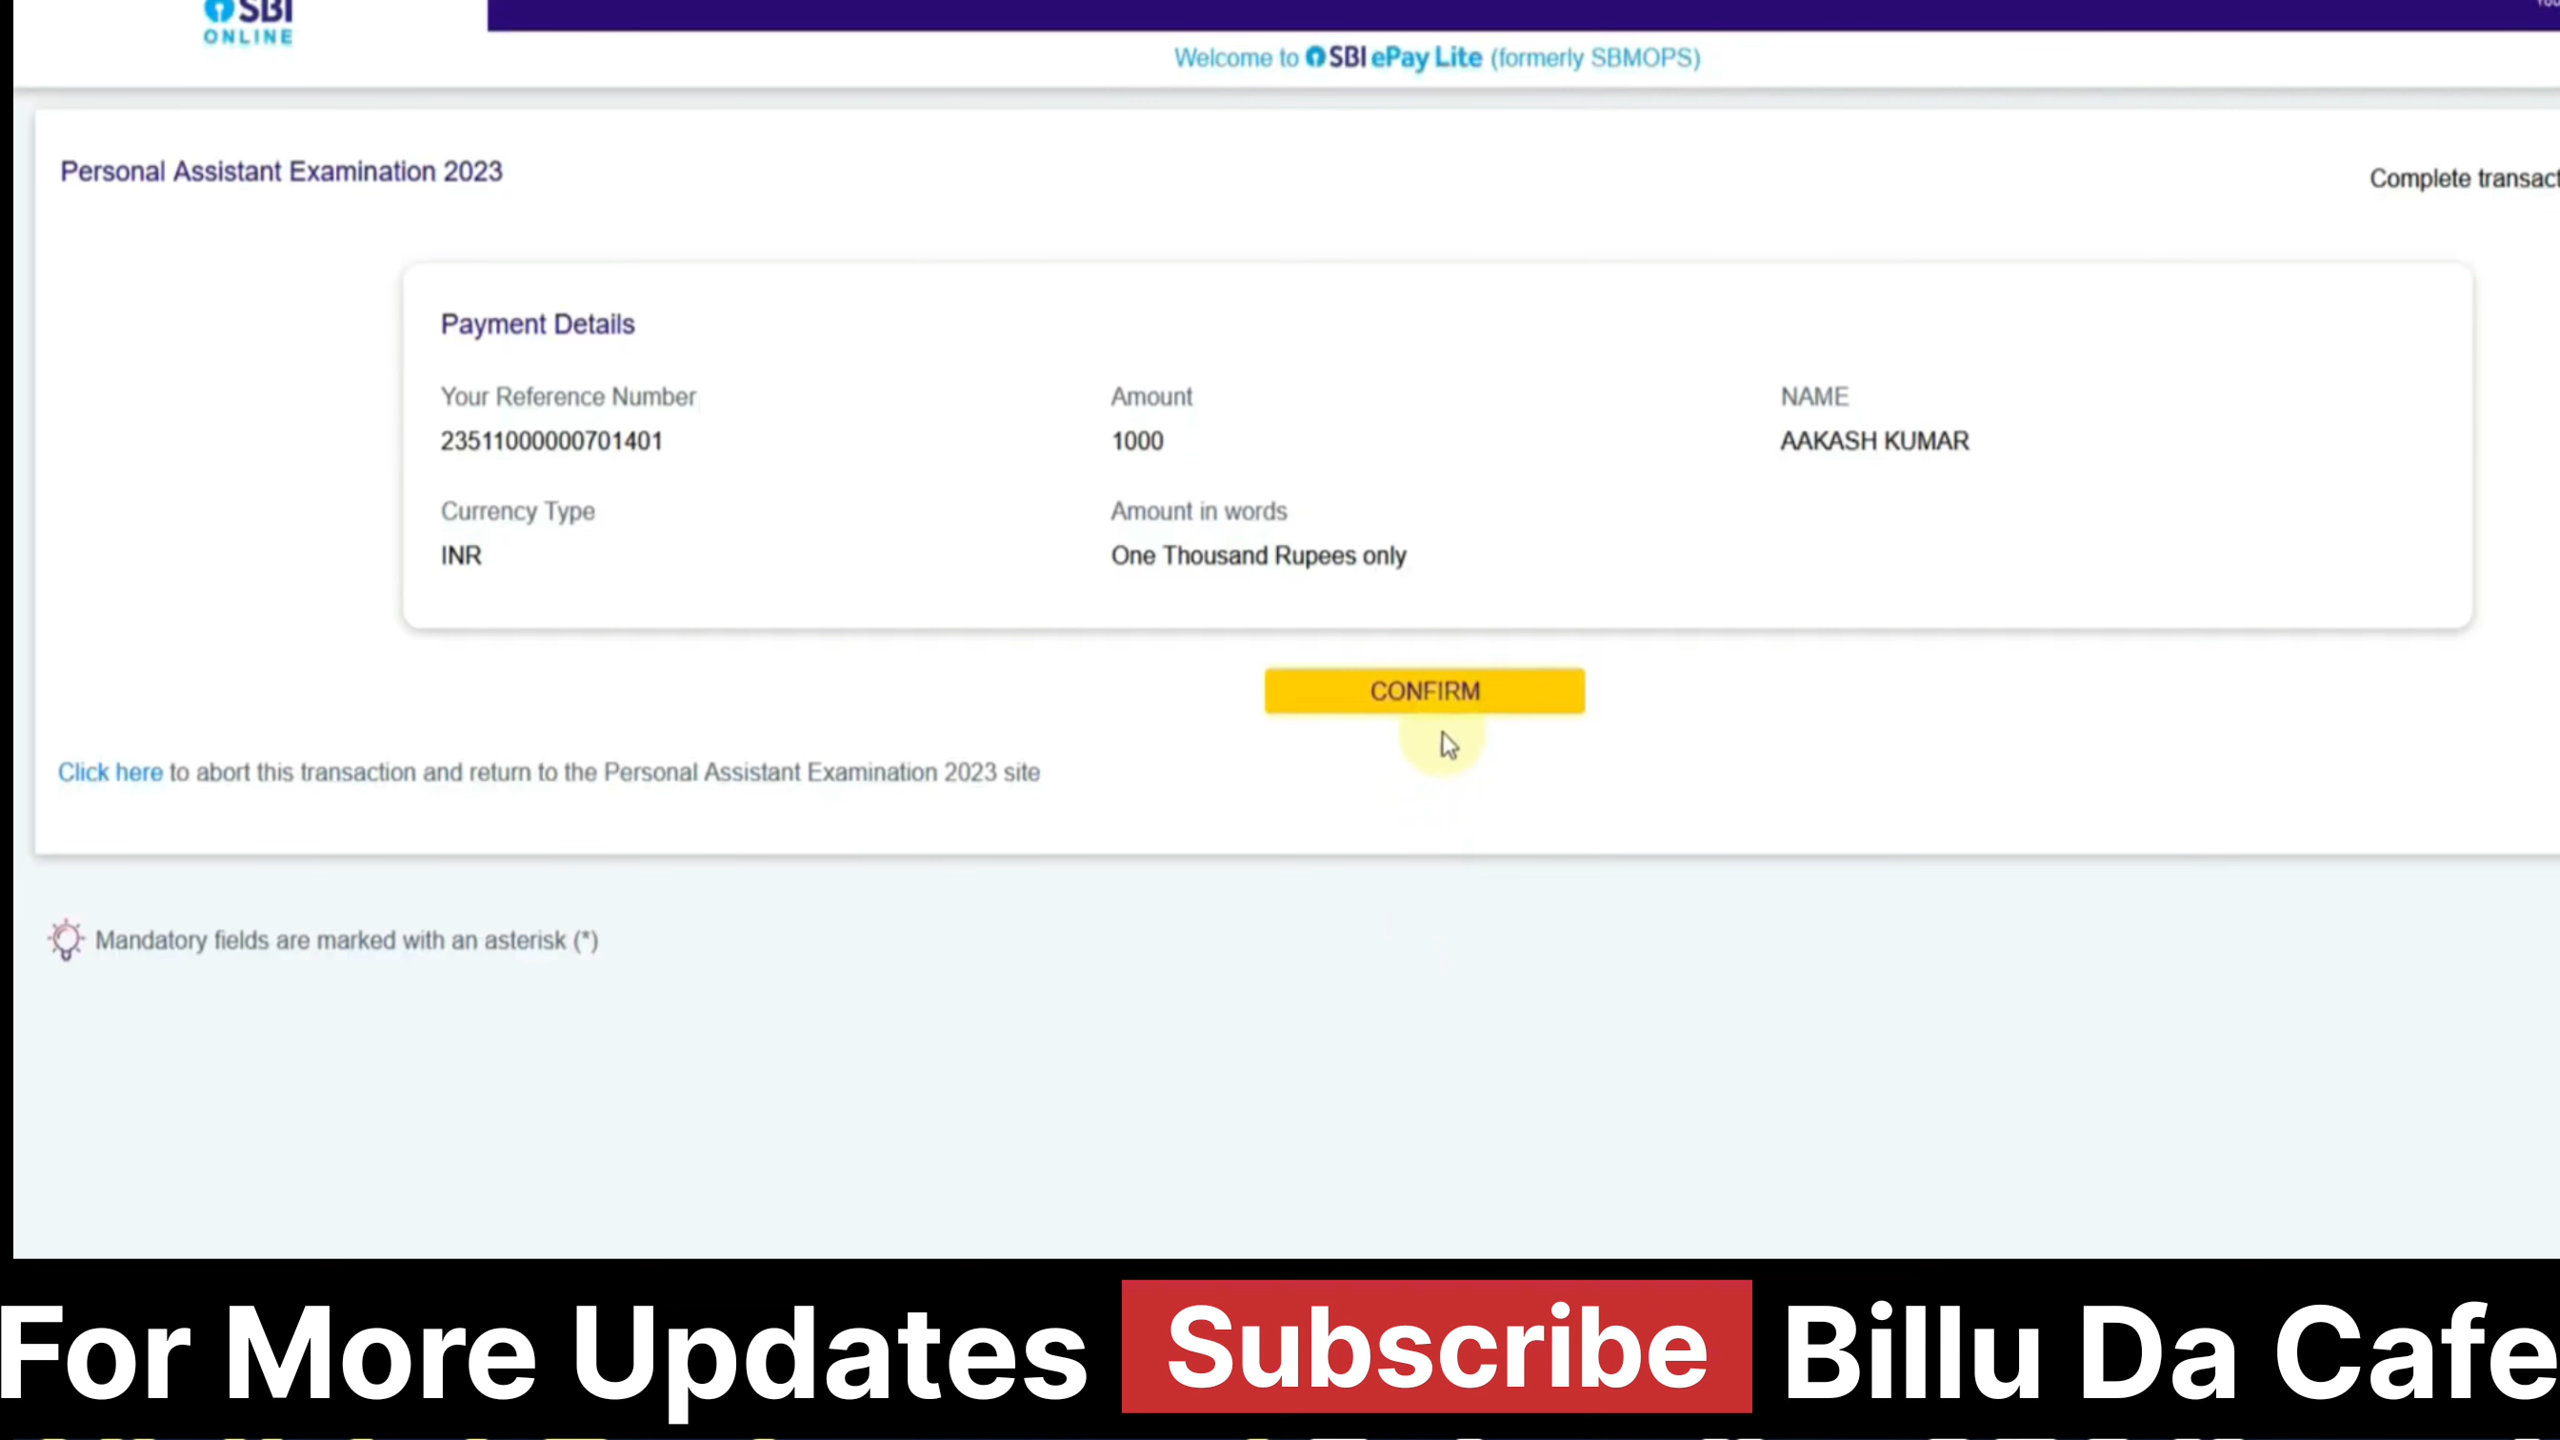 SBI
ONLINE
Welcome to SBI ePay Lite (formerly SBMOPS)
Personal Assistant Examination 2023
Complete transact
Payment Details
Your Reference Number
Amount
NAME
23511000000701401
1000
AAKASH KUMAR
Currency Type
Amount in words
INR
One Thousand Rupees only
CONFIRM
Click here to abort this transaction and return to the Personal Assistant Examination 2023 site
Mandatory fields are marked with an asterisk (*)
For More Updates Subscribe Billu Da Cafe